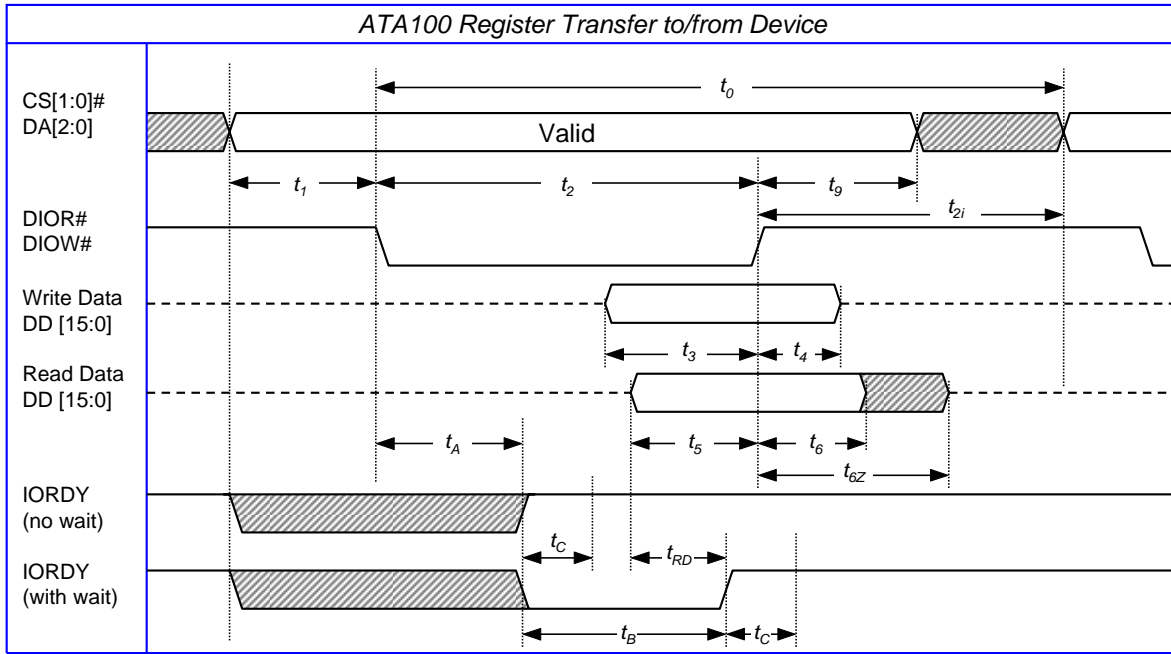 ATA100 Register Transfer to/from Device
t0
CS[1:0]#
DA[2:0]
Valid
t1
t2
t9
t2i
DIOR#
DIOW#
Write Data
DD [15:0]
t3
t4
Read Data
DD [15:0]
tA
t5
t6
t6Z
IORDY
(no wait)
tC
tRD
IORDY
(with wait)
tB
tC